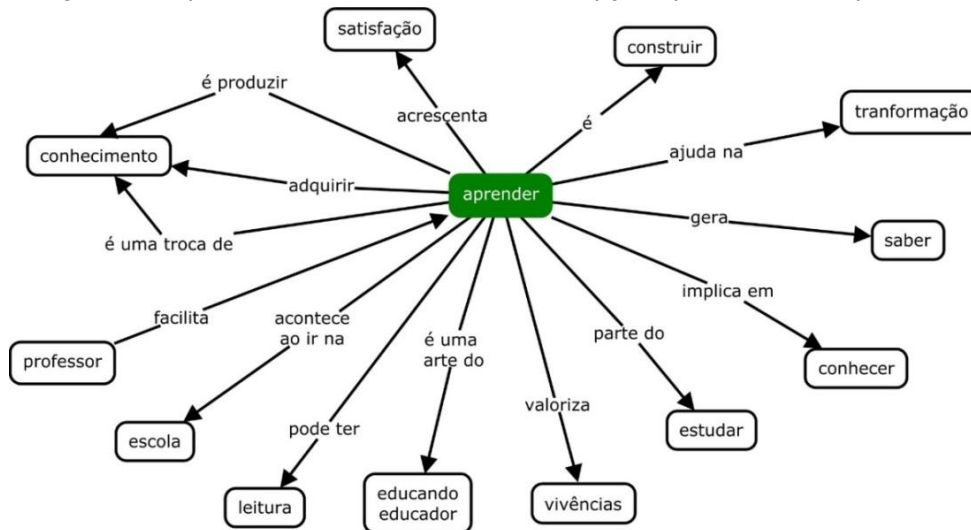 satisfação
construir
é produzir
tranformação
acrescenta
é
conhecimento
ajuda na
adquirir
aprender
gera
é uma troca de
saber
implica em
facilita
acontece
ao ir na
é uma
arte do
parte do
professor
conhecer
valoriza
escola
pode ter
estudar
leitura
educando
educador
vivências